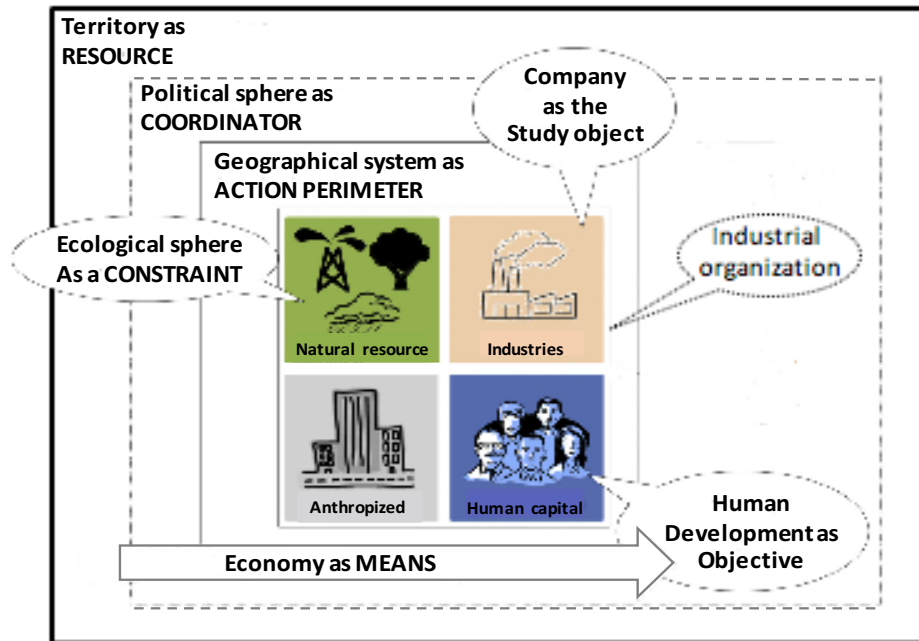 Territory as
RESOURCE
Political sphere as
COORDINATOR
Company
as the
Study object
Geographical system as
ACTION PERIMETER
Ecological sphere
As a CONSTRAINT
Industrial
organization
Natural resource
Industries
Anthropized
Human capital
Human
Development as
Objective
Economy as MEANS